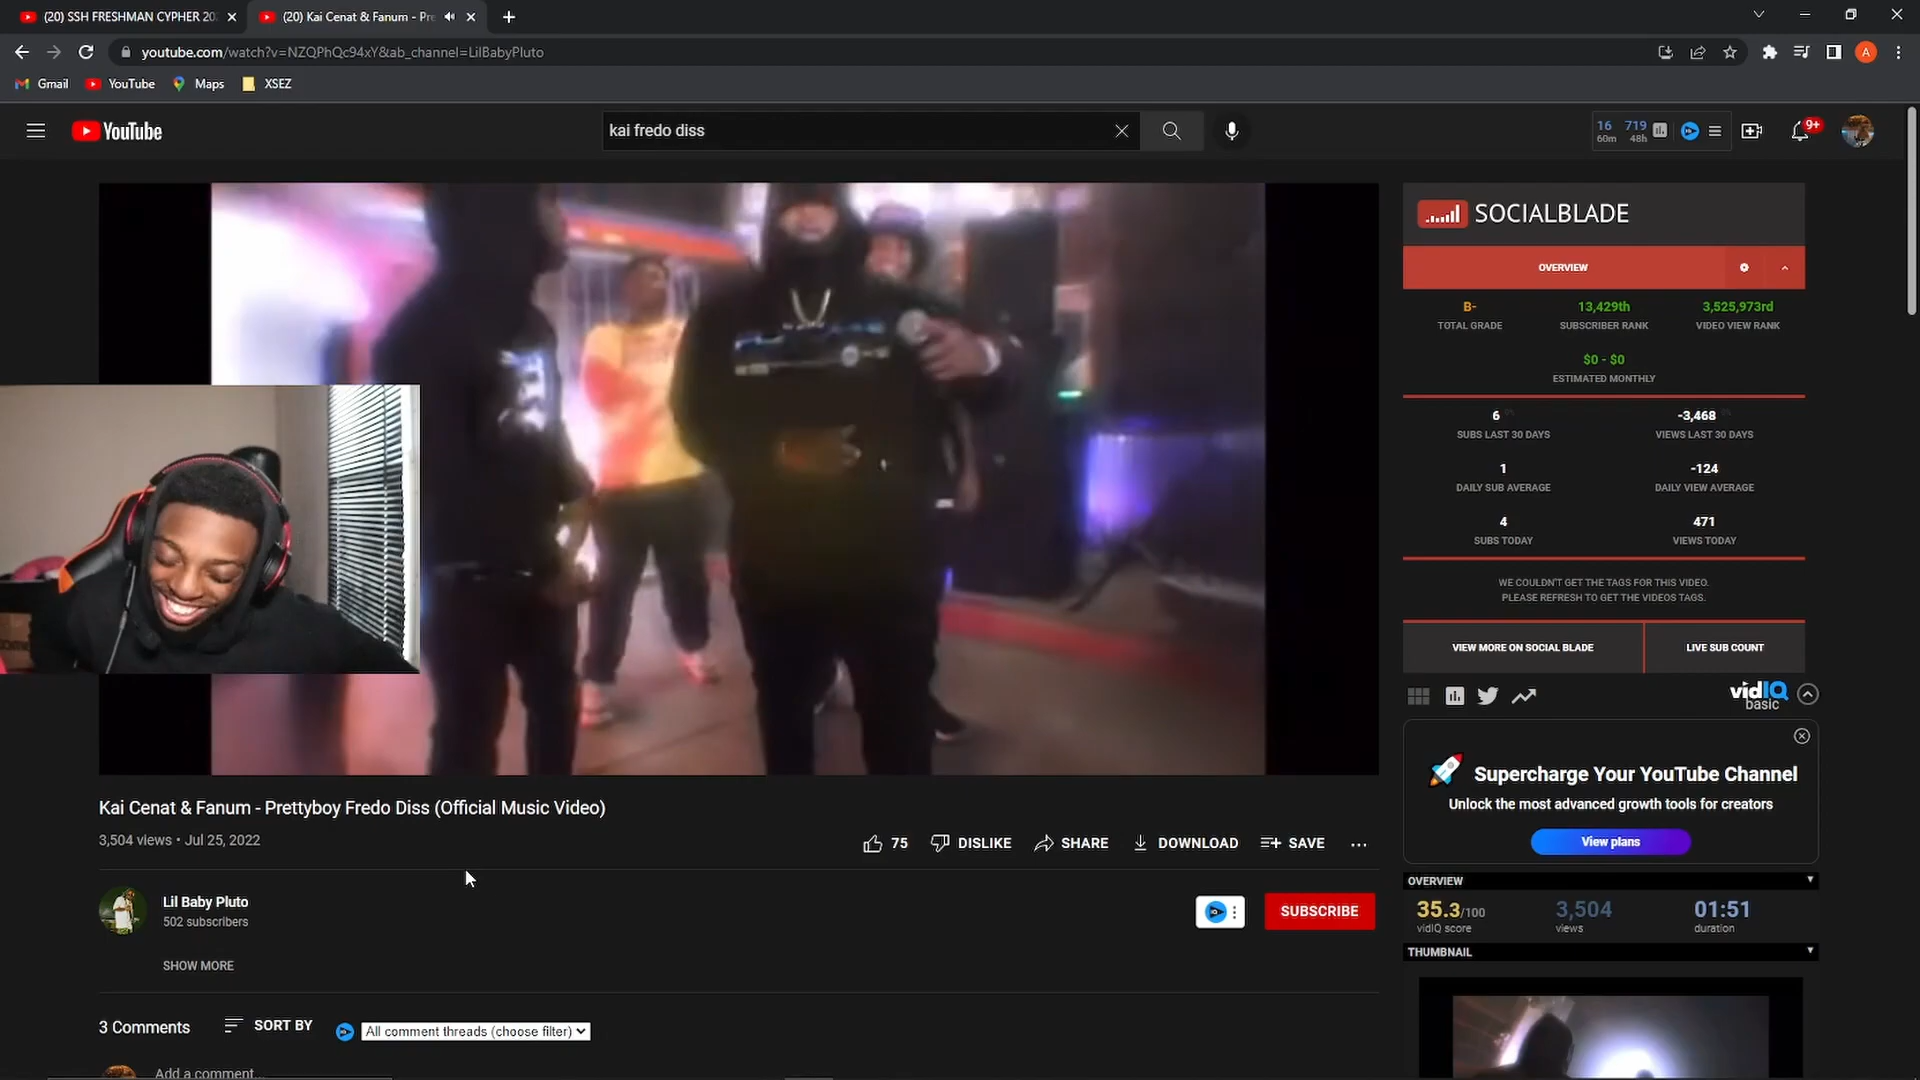 (20) SSH FRESHMAN CYPHER 20
(20) Kai Cenat & Fanum - Pre
youtube.com/watch?v=NZQPhQc94xY&ab_channel=LilBabyPluto
A
Gmail
YouTube
Maps
XSEZ
YouTube
kai fredo diss
16
60m
719
48h
9+
SOCIALBLADE
OVERVIEW
B-
TOTAL GRADE
13,429th
SUBSCRIBER RANK
3,525,973rd
VIDEO VIEW RANK
$0 - $0
ESTIMATED MONTHLY
6
SUBS LAST 30 DAYS
-3,468
VIEWS LAST 30 DAYS
1
DAILY SUB AVERAGE
-124
DAILY VIEW AVERAGE
4
SUBS TODAY
471
VIEWS TODAY
WE COULDN'T GET THE TAGS FOR THIS VIDEO.
PLEASE REFRESH TO GET THE VIDEOS TAGS.
VIEW MORE ON SOCIAL BLADE
LIVE SUB COUNT
vidIQ
basic
Supercharge Your YouTube Channel
Unlock the most advanced growth tools for creators
View plans
Kai Cenat & Fanum - Prettyboy Fredo Diss (Official Music Video)
3,504 views • Jul 25, 2022
75
DISLIKE
SHARE
DOWNLOAD
SAVE
Lil Baby Pluto
502 subscribers
SUBSCRIBE
SHOW MORE
OVERVIEW
35.3/100
vidIQ score
3,504
views
01:51
duration
THUMBNAIL
3 Comments
SORT BY
All comment threads (choose filter)
Add a comment...